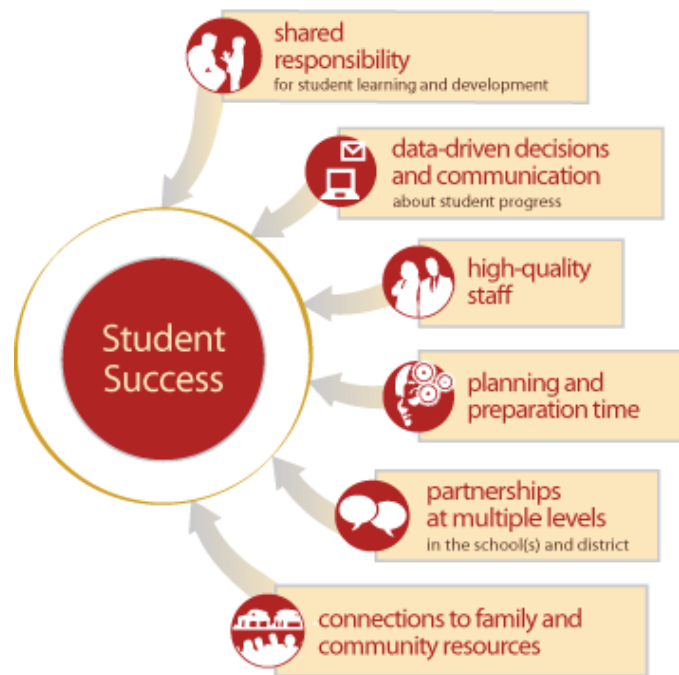 shared
responsibility
for student learning and development
data-driven decisions
and communication
about student progress
high-quality
staff
Student
Success
planning and
preparation time
partnerships
at multiple levels
in the school(s) and district
connections to family and
community resources